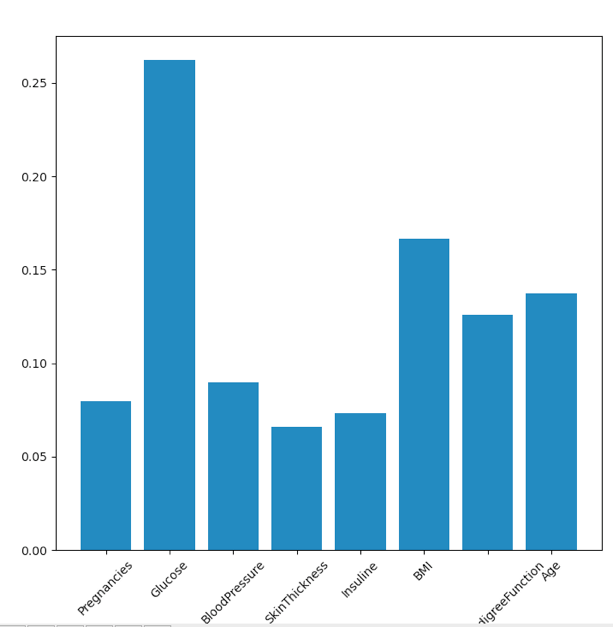 0.25
0.20
0.15
0.10
0.05
0.00
Pregnancies
Glucose
BloodPressure
SkinThickness
Insuline
BMI
digreeFunction
Age